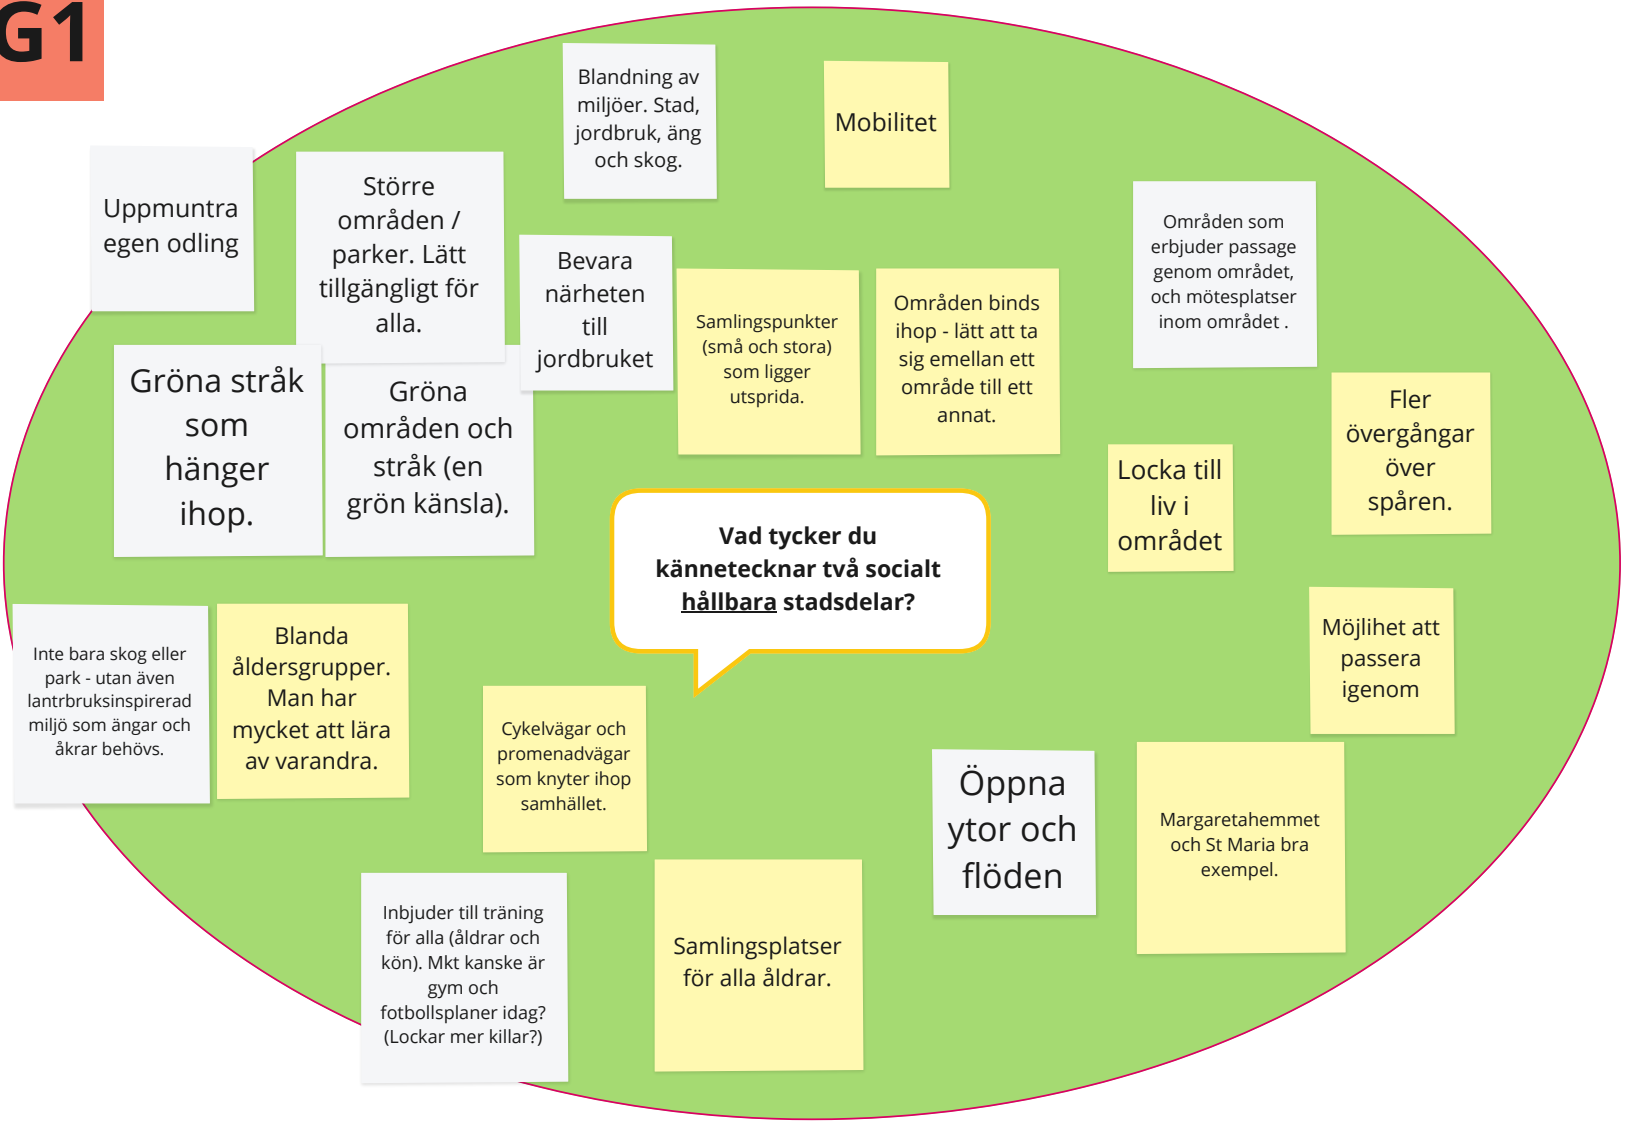 G1
Blandning av
miljöer. Stad,
jordbruk, äng
och skog.
Mobilitet
Uppmuntra
egen odling
Större
områden /
parker. Lätt
tillgängligt för
alla.
Bevara
närheten
till
jordbruket
Samlingspunkter
(små och stora)
som ligger
utsprida.
Områden binds
ihop - lätt att ta
sig emellan ett
område till ett
annat.
Områden som
erbjuder passage
genom området,
och mötesplatser
inom området .
Gröna stråk
som
hänger
ihop.
Gröna
områden och
stråk (en
grön känsla).
Fler
övergångar
över
spåren.
Locka till
liv i
området
Vad tycker du
kännetecknar två socialt
hållbara stadsdelar?
Inte bara skog eller
park - utan även
lantrbruksinspirerad
miljö som ängar och
åkrar behövs.
Blanda
åldersgrupper.
Man har
mycket att lära
av varandra.
Möjlihet att
passera
igenom
Cykelvägar och
promenadvägar
som knyter ihop
samhället.
Öppna
ytor och
flöden
Margaretahemmet
och St Maria bra
exempel.
Inbjuder till träning
för alla (åldrar och
kön). Mkt kanske är
gym och
fotbollsplaner idag?
(Lockar mer killar?)
Samlingsplatser
för alla åldrar.